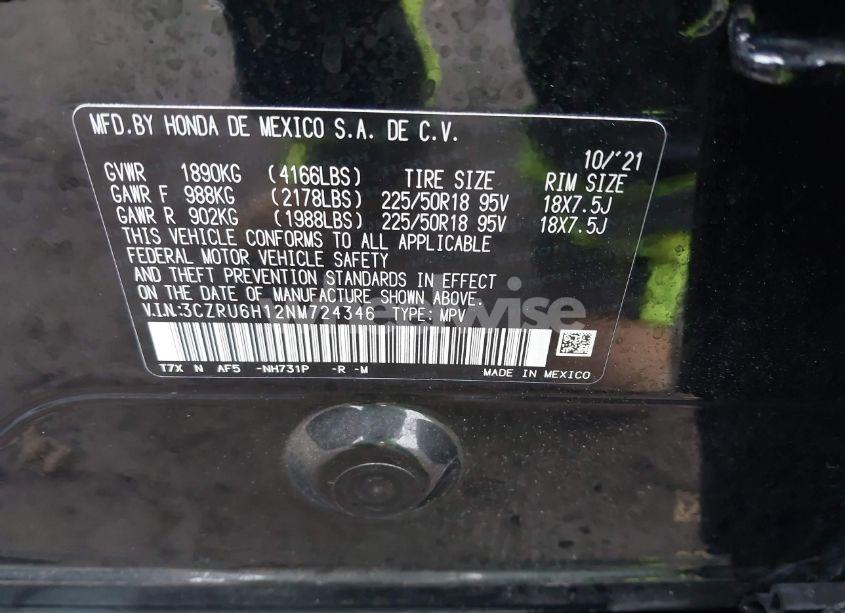 MFD.BY HONDA DE MEXICO S.A. DE C.V.
10/'21
GVWR 1890KG (4166LBS) TIRE SIZE RIM SIZE
GAWR F 988KG (2178LBS) 225/50R18 95V 18X7.5J
GAWR R 902KG (1988LBS) 225/50R18 95V 18X7.5J
THIS VEHICLE CONFORMS TO ALL APPLICABLE
FEDERAL MOTOR VEHICLE SAFETY
AND THEFT PREVENTION STANDARDS IN EFFECT
ON THE DATE OF MANUFACTURE SHOWN ABOVE.
V.I.N.:3CZRU6H12NM724346 TYPE: MPV
T7X N AF5 -NH731P -R -M MADE IN MEXICO